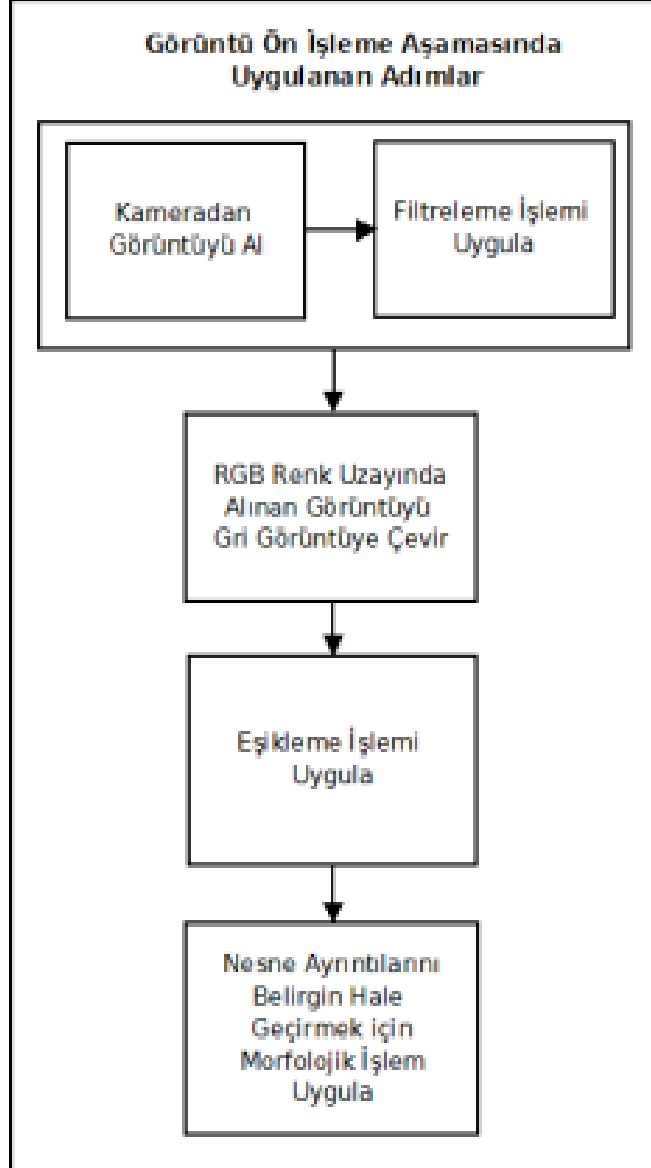 Görüntü Ön İşleme Aşamasında
Uygulanan Adımlar
Kameradan
Görüntüyü Al
Filtreleme İşlemi
Uygula
RGB Renk Uzayında
Alınan Görüntüyü
Gri Görüntüye Çevir
Eşikleme İşlemi
Uygula
Nesne Ayrıntılarını
Belirgin Hale
Geçirmek için
Morfolojik İşlem
Uygula